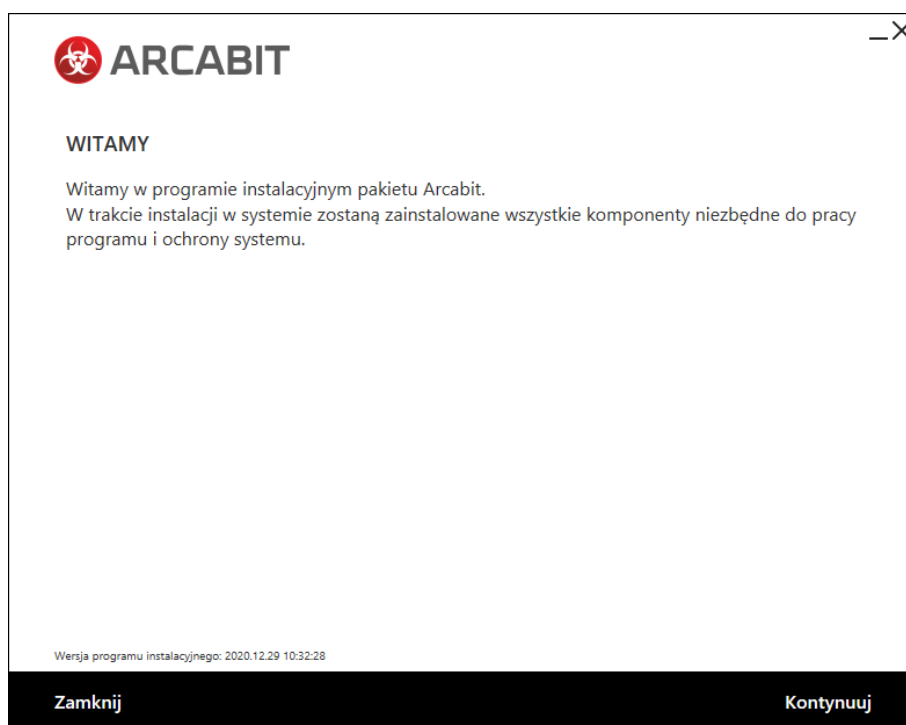 ARCABIT
WITAMY
Witamy w programie instalacyjnym pakietu Arcabit.
W trakcie instalacji w systemie zostaną zainstalowane wszystkie komponenty niezbędne do pracy
programu i ochrony systemu.
Wersja programu instalacyjnego: 2020.12.29 10:32:28
Zamknij
Kontynuuj